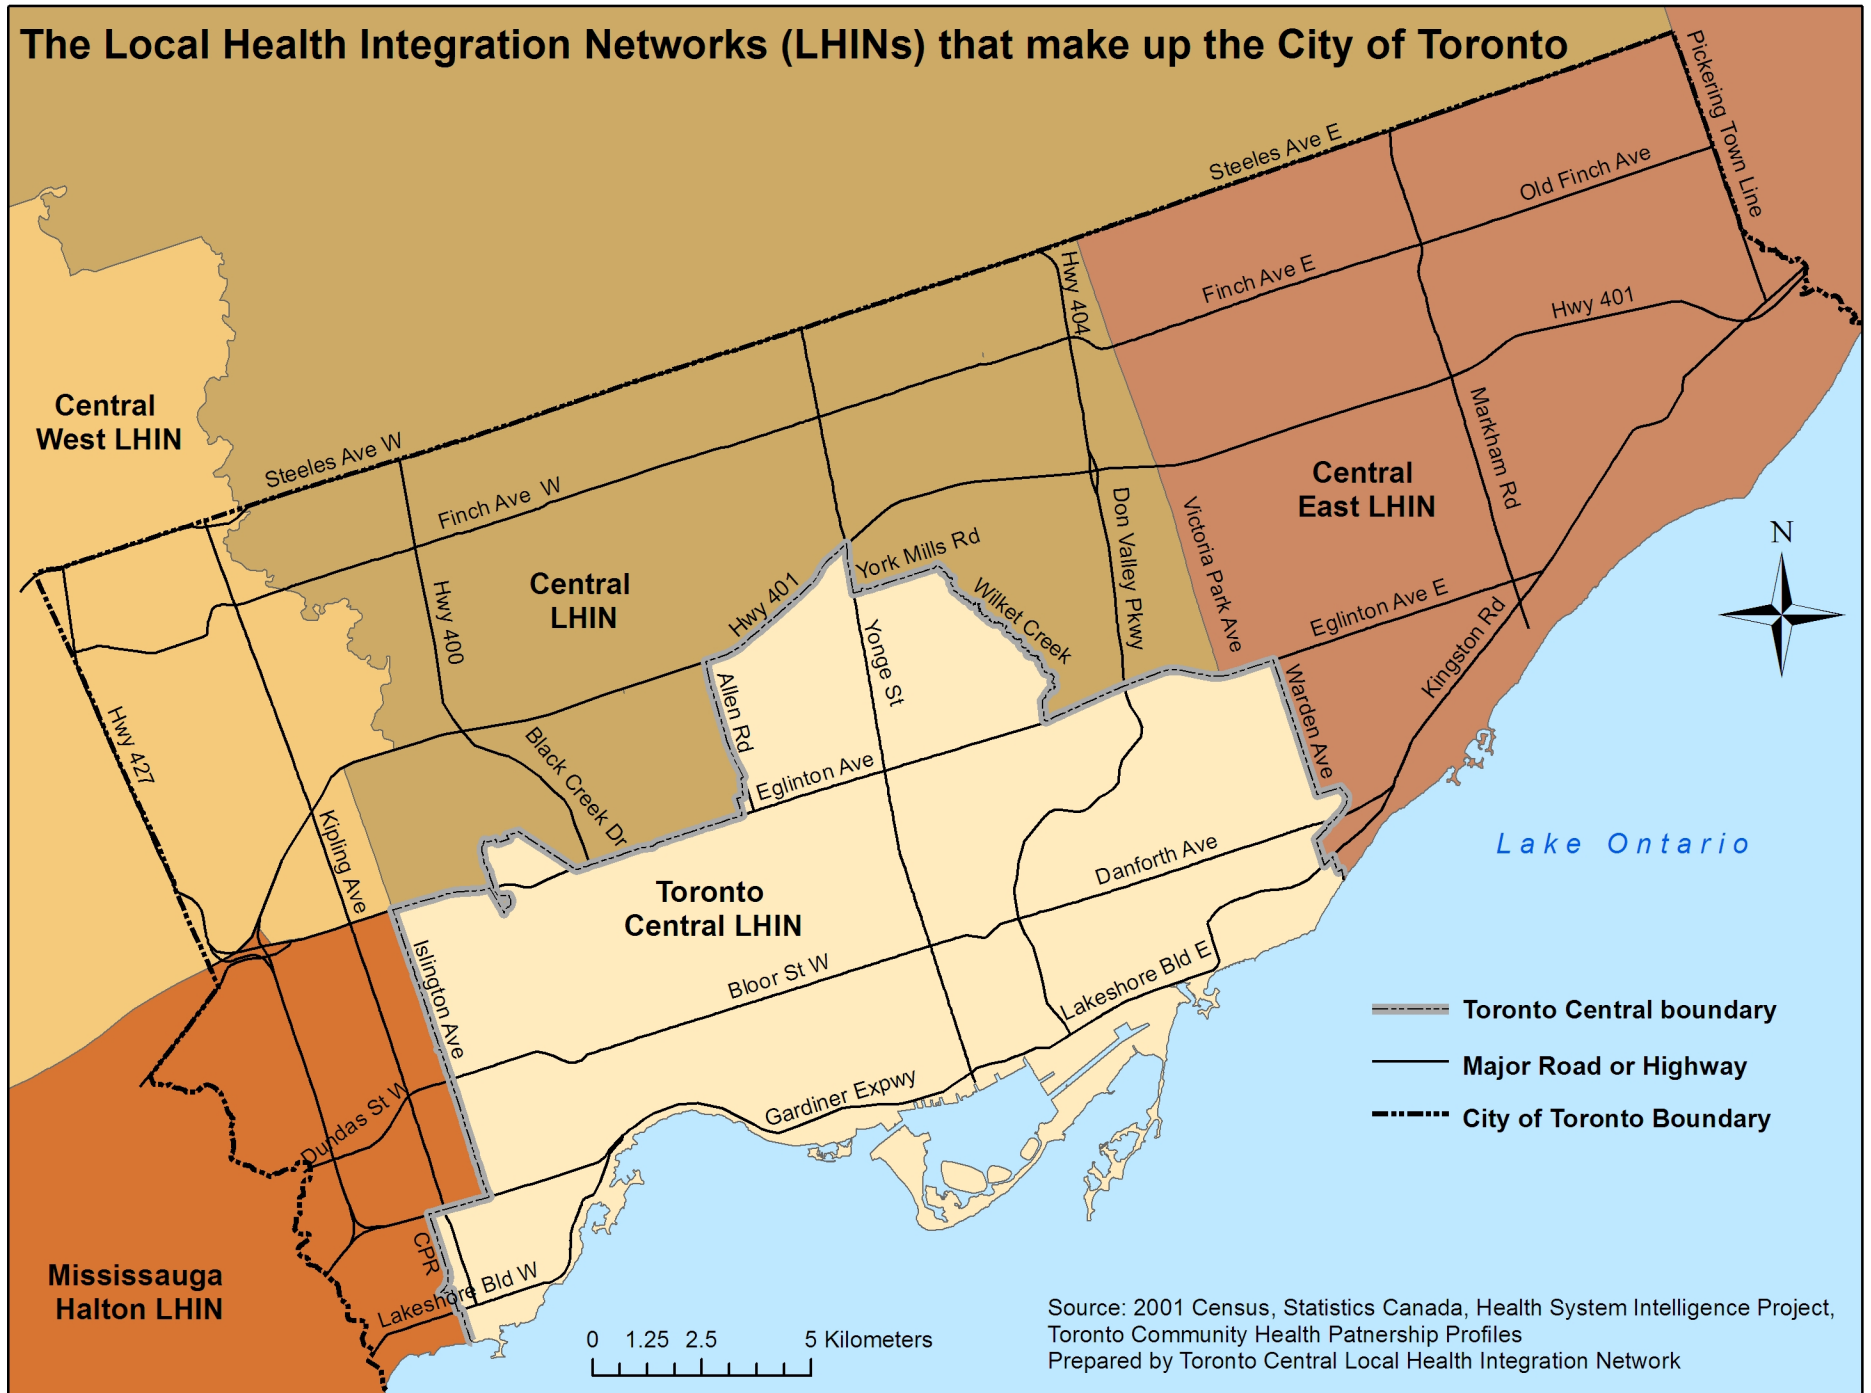 The Local Health Integration Networks (LHINs) that make up the City of Toronto
Pickering Town Line
Steeles Ave E
Old Finch Ave
Hwy 404
Finch Ave E
Hwy 401
Central
West LHIN
Steeles Ave W
Finch Ave W
Markham Rd
Central
East LHIN
Don Valley Pkwy
Victoria Park Ave
N
York Mills Rd
Central
LHIN
Hwy 400
Hwy 401
Wilket Creek
Eglinton Ave E
Kingston Rd
Yonge St
Allen Rd
Warden Ave
Hwy 427
Black Creek Dr
Eglinton Ave
Kipling Ave
Lake Ontario
Danforth Ave
Toronto
Central LHIN
Islington Ave
Bloor St W
Lakeshore Bld E
Toronto Central boundary
Major Road or Highway
City of Toronto Boundary
Gardiner Expwy
Dundas St W
CPR
Mississauga
Halton LHIN
Lakeshore Bld W
0 1.25 2.5 5 Kilometers
Source: 2001 Census, Statistics Canada, Health System Intelligence Project,
Toronto Community Health Patnership Profiles
Prepared by Toronto Central Local Health Integration Network